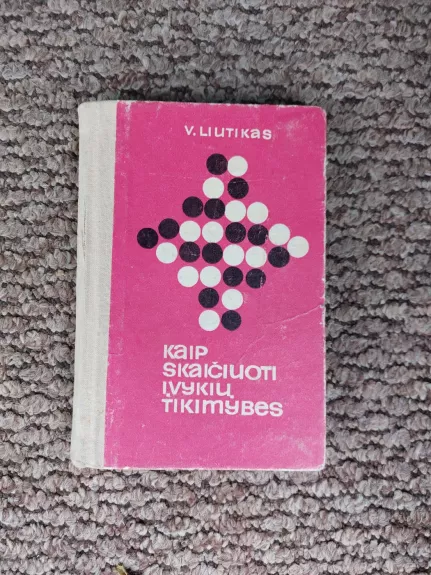 V. LIUTIKAS
KAIP
SKAIČIUOTI
ĮVYKIŲ
TIKIMYBES